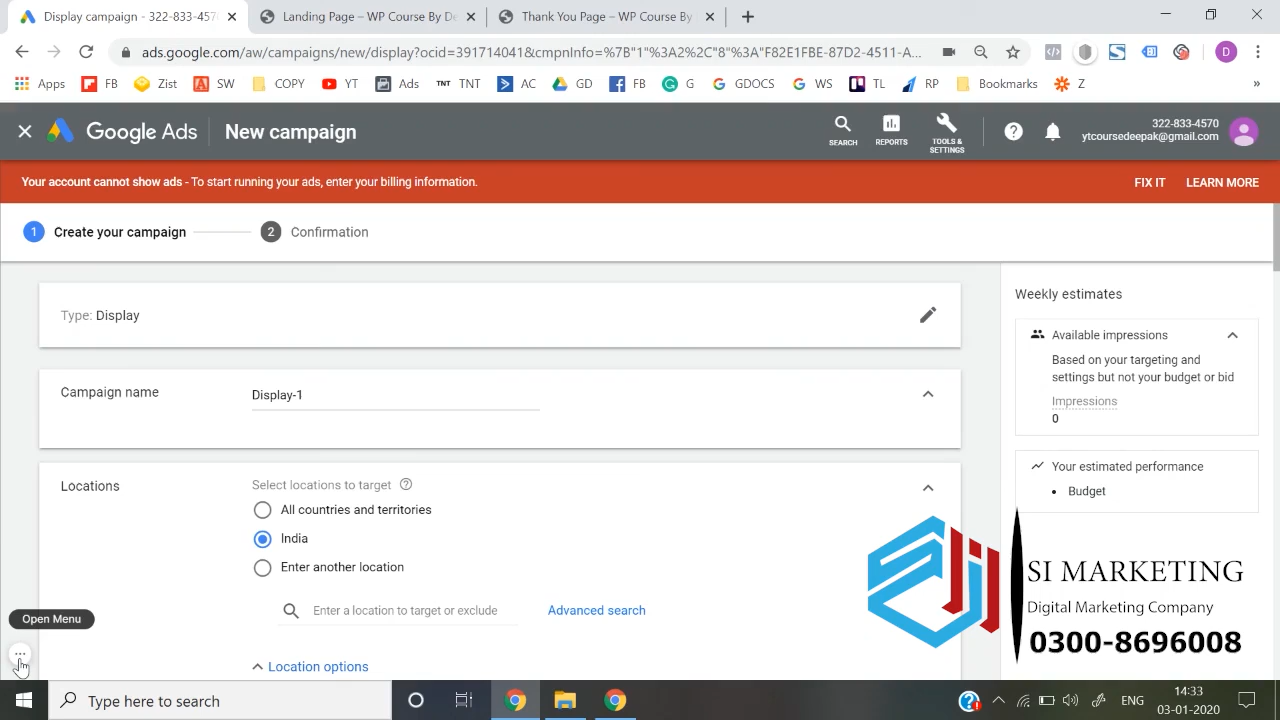 Display campaign - 322-833-457
Landing Page – WP Course By De
Thank You Page – WP Course By
ads.google.com/aw/campaigns/new/display?ocid=391714041&cmpnInfo=%7B"1"%3A2%2C"8"%3A"F82E1FBE-87D2-4511-A...
D
Apps FB Zist SW COPY YT Ads TNT TNT AC GD FB G GDOCS WS TL RP Bookmarks Z »
Google Ads New campaign
SEARCH
REPORTS
TOOLS & SETTINGS
322-833-4570
ytcoursedeepak@gmail.com
Your account cannot show ads - To start running your ads, enter your billing information.
FIX IT LEARN MORE
1 Create your campaign 2 Confirmation
Type: Display
Campaign name Display-1
Locations Select locations to target
All countries and territories
India
Enter another location
Enter a location to target or exclude Advanced search
Location options
Weekly estimates
Available impressions
Based on your targeting and
settings but not your budget or bid
Impressions
0
Your estimated performance
• Budget
SI MARKETING
Digital Marketing Company
0300-8696008
Open Menu
Type here to search
ENG
14:33
03-01-2020